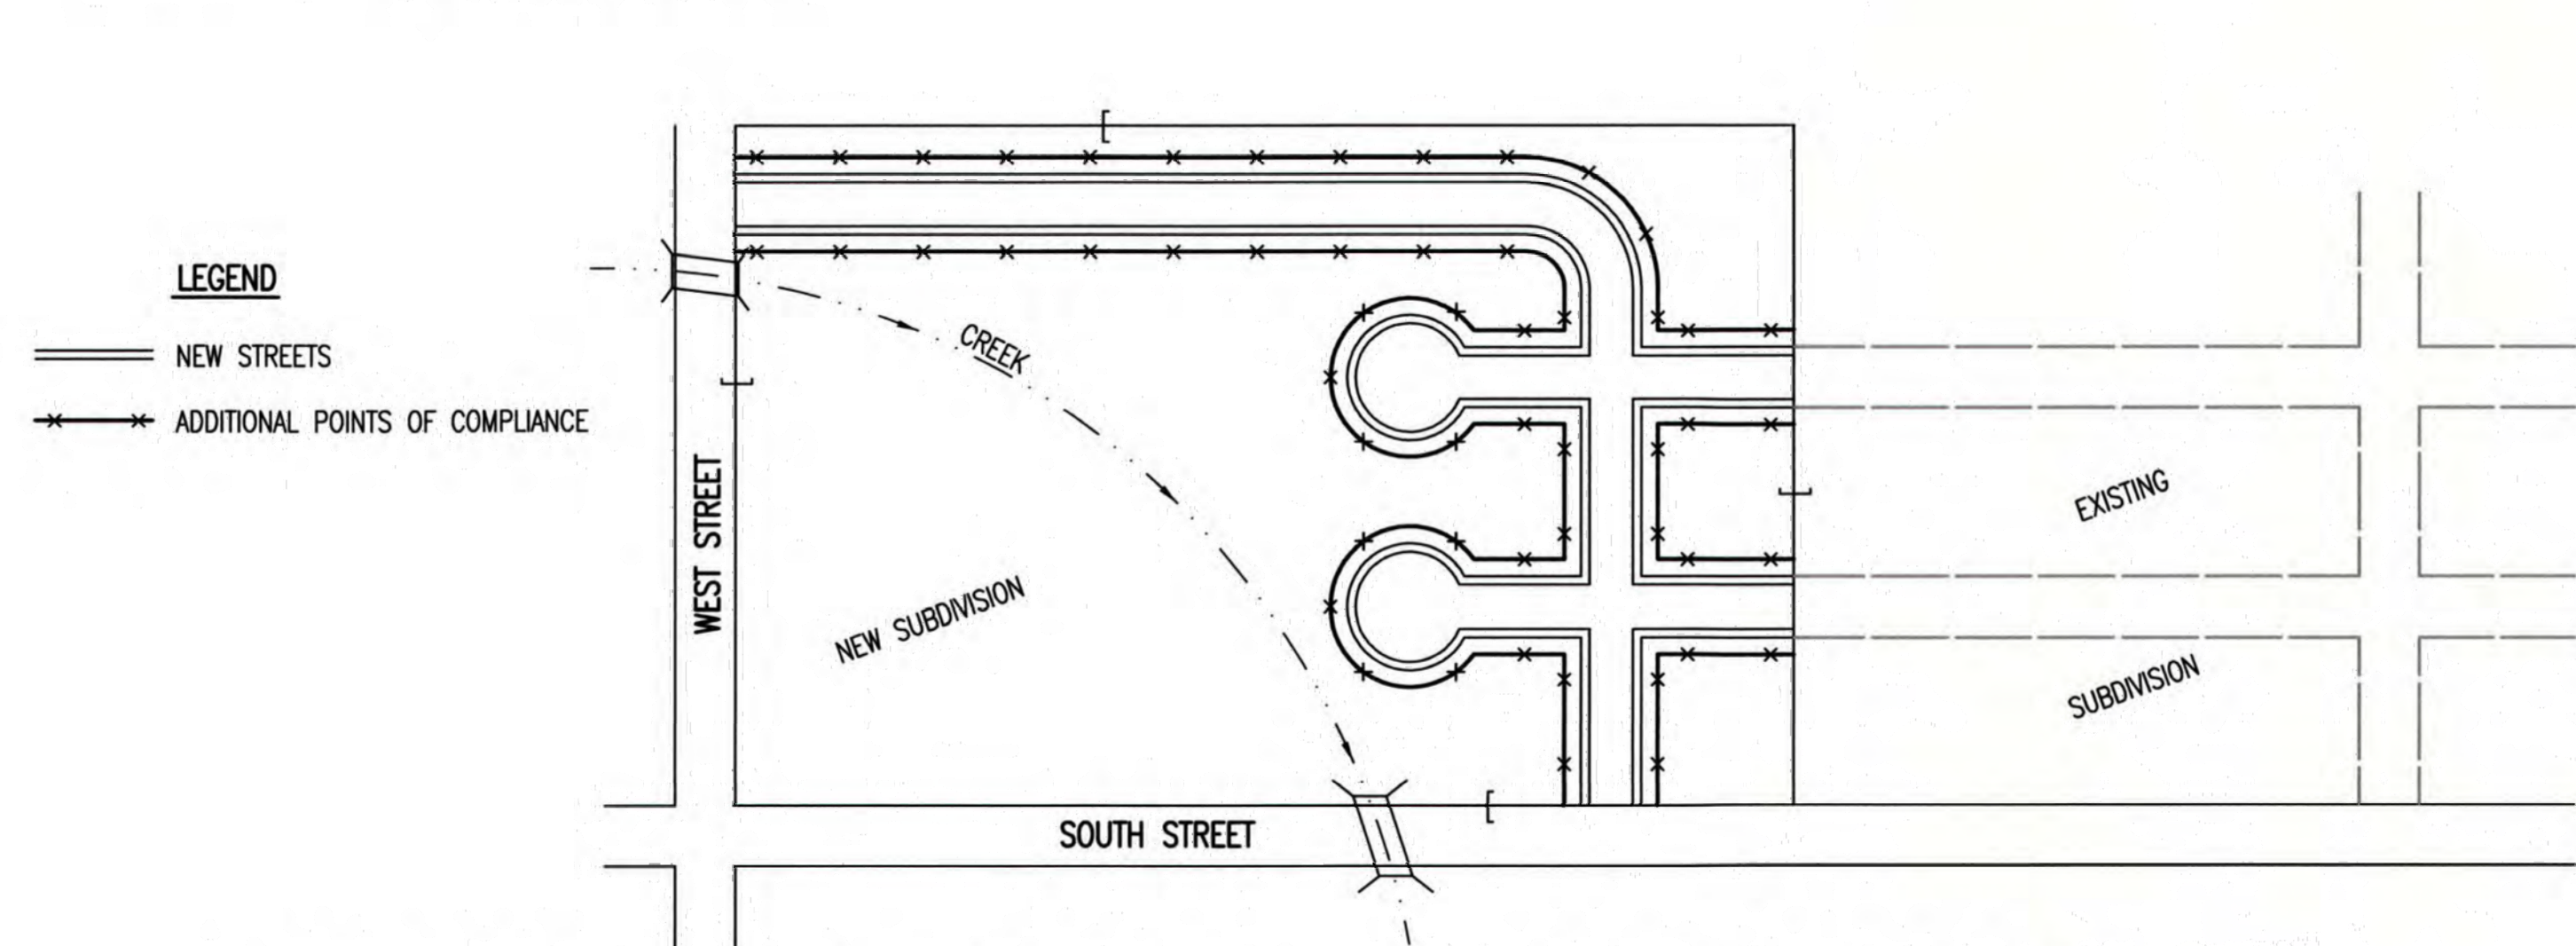 LEGEND
NEW STREETS
ADDITIONAL POINTS OF COMPLIANCE
CREEK
WEST STREET
NEW SUBDIVISION
SOUTH STREET
EXISTING
SUBDIVISION